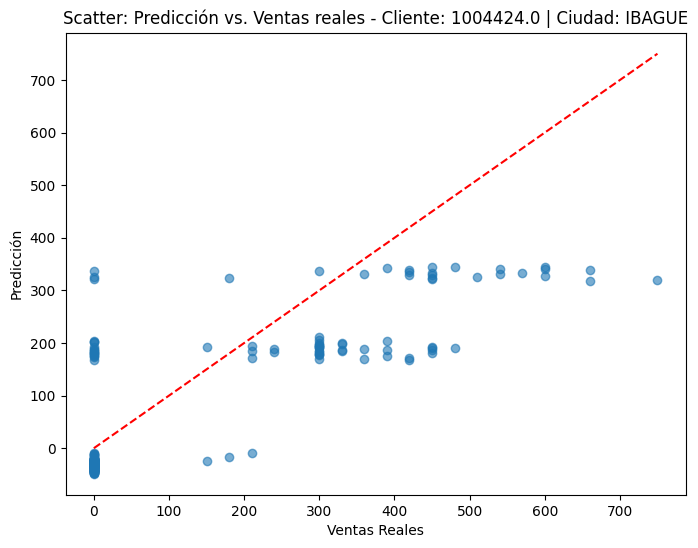 Scatter: Predicción vs. Ventas reales - Cliente: 1004424.0 | Ciudad: IBAGUE
Predicción
700
600
500
400
300
200
100
0
0 100 200 300 400 500 600 700
Ventas Reales